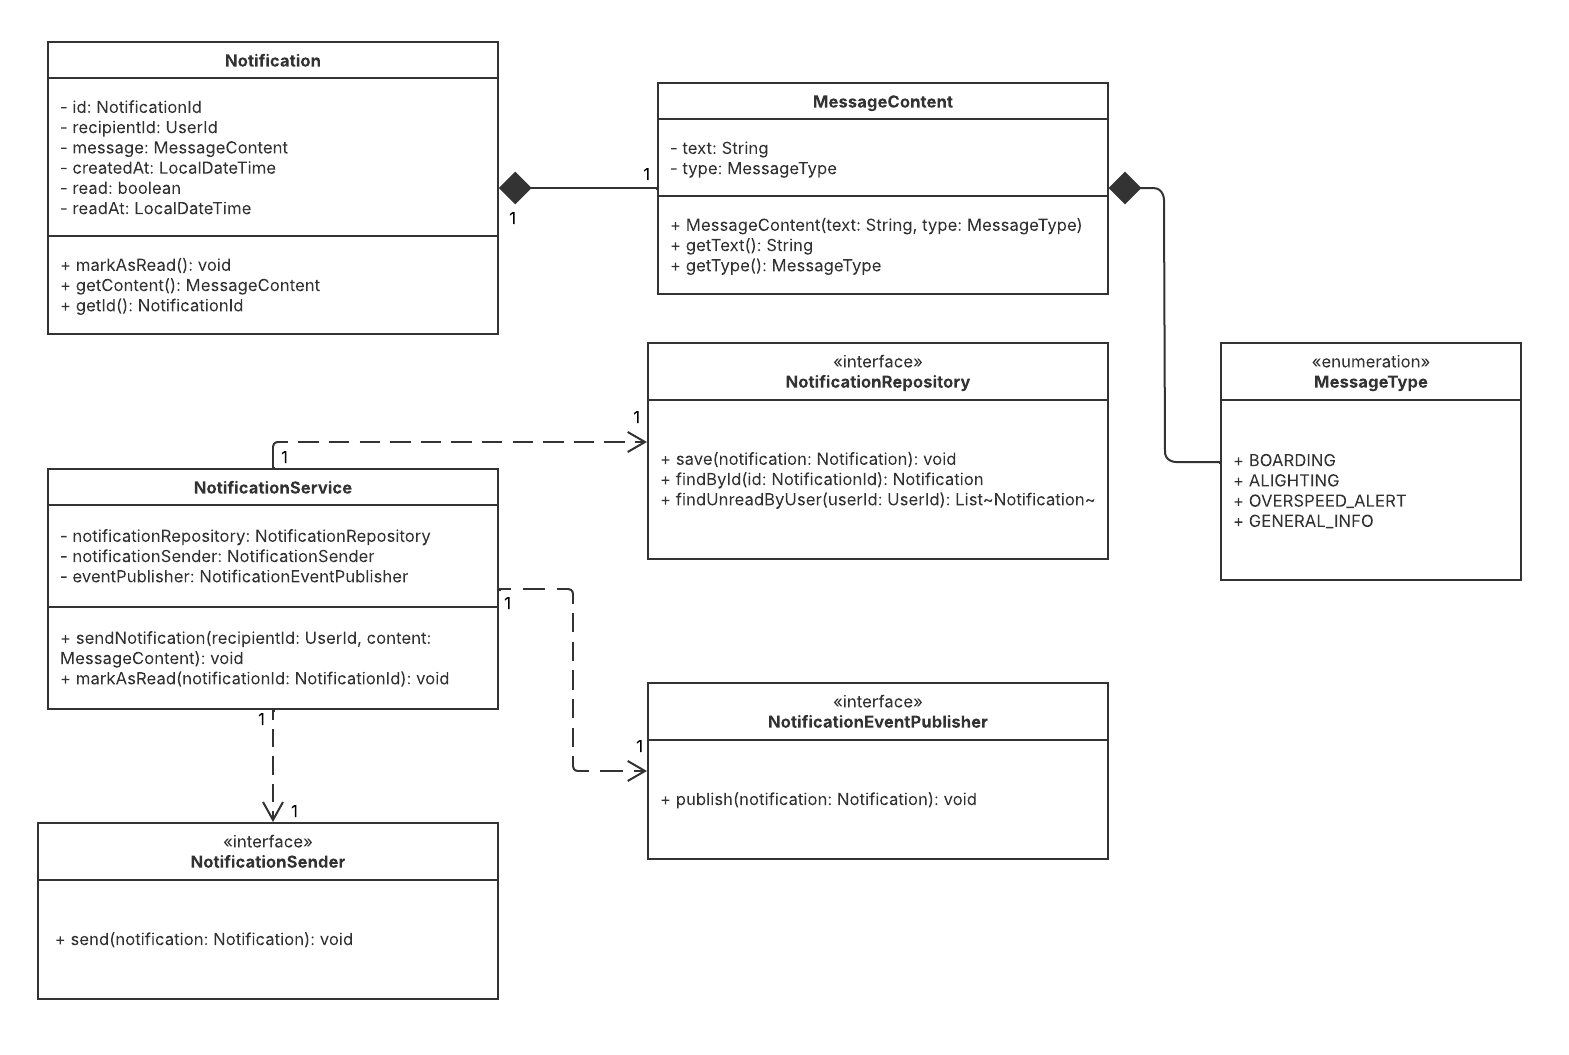 Notification
- id: NotificationId
- recipientId: UserId
- message: MessageContent
- createdAt: LocalDateTime
- read: boolean
- readAt: LocalDateTime
+ markAsRead(): void
+ getContent(): MessageContent
+ getId(): NotificationId
1
1
MessageContent
- text: String
- type: MessageType
+ MessageContent(text: String, type: MessageType)
+ getText(): String
+ getType(): MessageType
«interface»
NotificationRepository
+ save(notification: Notification): void
+ findById(id: NotificationId): Notification
+ findUnreadByUser(userId: UserId): List~Notification~
«enumeration»
MessageType
+ BOARDING
+ ALIGHTING
+ OVERSPEED_ALERT
+ GENERAL_INFO
1
1
NotificationService
- notificationRepository: NotificationRepository
- notificationSender: NotificationSender
- eventPublisher: NotificationEventPublisher
+ sendNotification(recipientId: UserId, content:
MessageContent): void
+ markAsRead(notificationId: NotificationId): void
1
1
«interface»
NotificationEventPublisher
+ publish(notification: Notification): void
1
1
«interface»
NotificationSender
+ send(notification: Notification): void